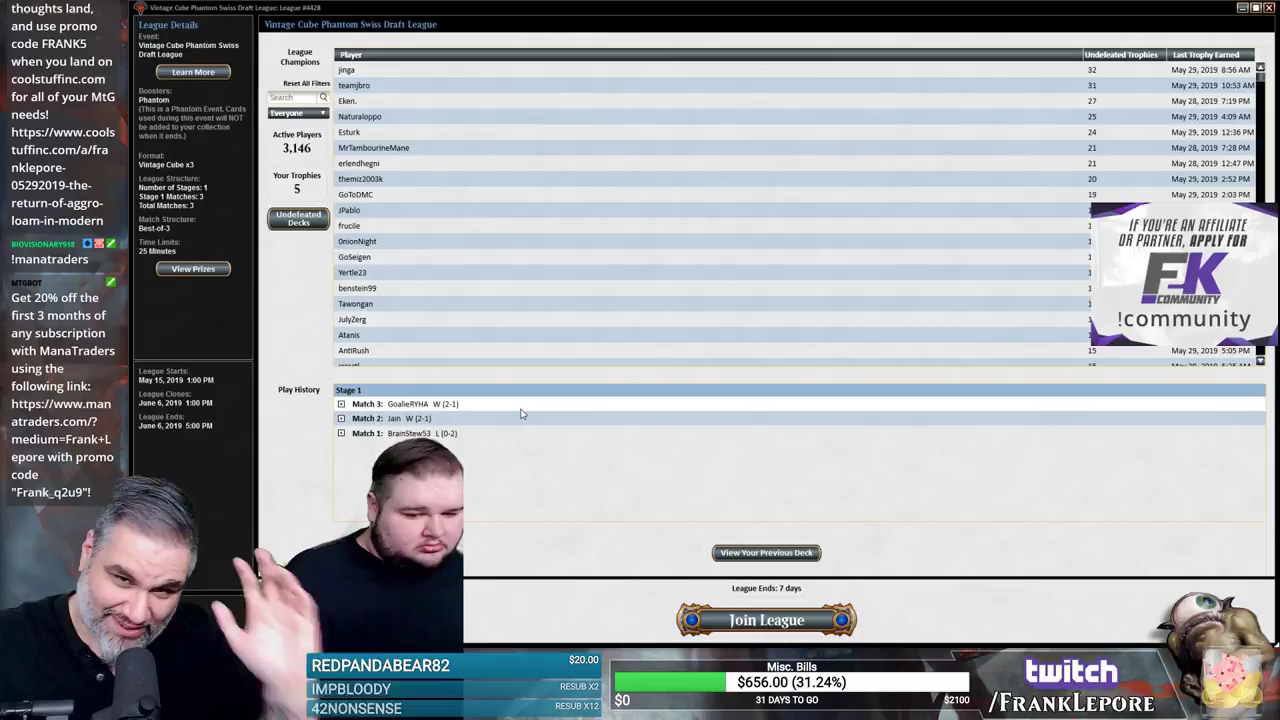 thoughts land,
and use promo
code FRANK5
when you land on
coolstuffinc.com
for all of your MtG
needs!
https://www.cools
tuffinc.com/a/fra
nklepore-
05292019-the-
return-of-aggro-
loam-in-modern
BIOVISIONARY918
!manatraders
MTGBOT
Get 20% off the
first 3 months of
any subscription
with ManaTraders
using the
following link:
https://www.man
atraders.com/?
medium=Frank+L
epore with promo
code
"Frank_q2u9"!
Vintage Cube Phantom Swiss Draft League: League #4428
League Details
Event:
Vintage Cube Phantom Swiss
Draft League
Learn More
Boosters:
Phantom
(This is a Phantom Event. Cards
used during this event will NOT
be added to your collection
when it ends.)
Format:
Vintage Cube x3
League Structure:
Number of Stages: 1
Stage 1 Matches: 3
Total Matches: 3
Match Structure:
Best-of-3
Time Limits:
25 Minutes
View Prizes
League Starts:
May 15, 2019 1:00 PM
League Closes:
June 6, 2019 1:00 PM
League Ends:
June 6, 2019 5:00 PM
Vintage Cube Phantom Swiss Draft League
League
Champions
Reset All Filters
Search
Everyone
Active Players
3,146
Your Trophies
5
Undefeated
Decks
Player Undefeated Trophies Last Trophy Earned
jinga 32 May 29, 2019 8:56 AM
teamjbro 31 May 29, 2019 10:53 AM
Eken. 27 May 28, 2019 7:19 PM
Naturaloppo 25 May 29, 2019 4:09 AM
Esturk 24 May 29, 2019 12:36 PM
MrTambourineMane 21 May 28, 2019 7:28 PM
erlendhegni 21 May 28, 2019 12:47 PM
themiz2003k 20 May 29, 2019 2:52 PM
GoToDMC 19 May 29, 2019 2:03 PM
JPablo 1
frucile 1
0nionNight 1
GoSeigen 1
Yertle23 1
benstein99 1
Tawongan 1
JulyZerg 1
Atanis 1
AntiRush 15 May 29, 2019 5:05 PM
IF YOU'RE AN AFFILIATE
OR PARTNER, APPLY FOR
FK
COMMUNITY
!community
Play History
Stage 1
Match 3: GoalieRYHA W (2-1)
Match 2: Jain W (2-1)
Match 1: BrainStew53 L (0-2)
View Your Previous Deck
League Ends: 7 days
Join League
REDPANDABEAR82 $20.00
IMPBLOODY RESUB X2
42NONSENSE RESUB X12
Misc. Bills
$656.00 (31.24%)
$0 31 DAYS TO GO $2100
twitch
/FRANKLEPORE